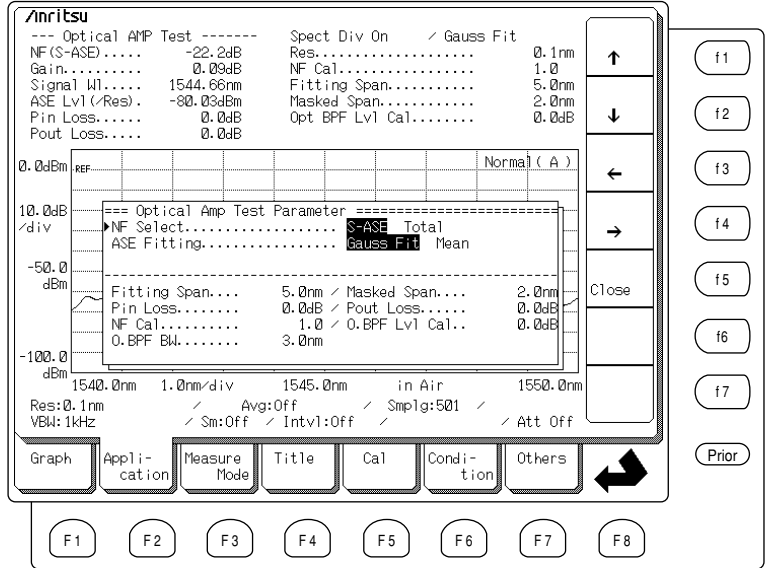 Anritsu
--- Optical AMP Test ------- Spect Div On / Gauss Fit
NF(S-ASE)..... -22.2dB Res................... 0.1nm
Gain.......... 0.09dB NF Cal................ 1.0
Signal Wl..... 1544.66nm Fitting Span........... 5.0nm
ASE Lvl(/Res). -80.03dBm Masked Span............ 2.0nm
Pin Loss...... 0.0dB Opt BPF Lvl Cal........ 0.0dB
Pout Loss..... 0.0dB
Normal(A)
0.0dBm REF
10.0dB
/div
-50.0
dBm
-100.0
dBm
=== Optical Amp Test Parameter =========================
NF Select................... S-ASE Total
ASE Fitting................. Gauss Fit Mean
Fitting Span.... 5.0nm / Masked Span.... 2.0nm
Pin Loss........ 0.0dB / Pout Loss...... 0.0dB
NF Cal.......... 1.0 / O.BPF Lvl Cal.. 0.0dB
O.BPF BW........ 3.0nm
1540.0nm 1.0nm/div 1545.0nm in Air 1550.0nm
Res:0.1nm / Avg:Off / Smplg:501 /
VBW:1kHz / Sm:Off / Intvl:Off / / Att Off
↑
↓
←
→
Close
Graph
Appli-
cation
Measure
Mode
Title
Cal
Condi-
tion
Others
f1
f2
f3
f4
f5
f6
f7
Prior
F1 F2 F3 F4 F5 F6 F7 F8